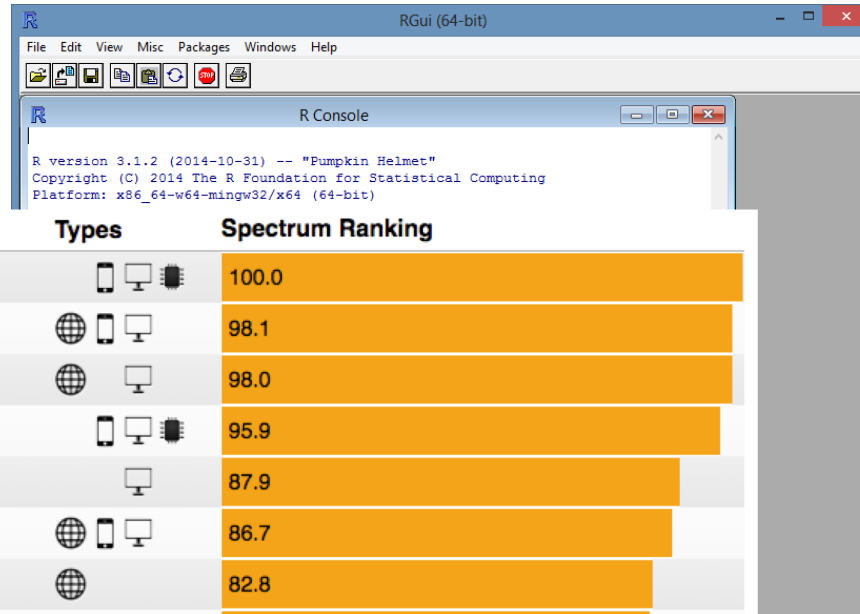 RGui (64-bit)
File Edit View Misc Packages Windows Help
STOP
R Console
R version 3.1.2 (2014-10-31) -- "Pumpkin Helmet"
Copyright (C) 2014 The R Foundation for Statistical Computing
Platform: x86_64-w64-mingw32/x64 (64-bit)
Types Spectrum Ranking
100.0
98.1
98.0
95.9
87.9
86.7
82.8